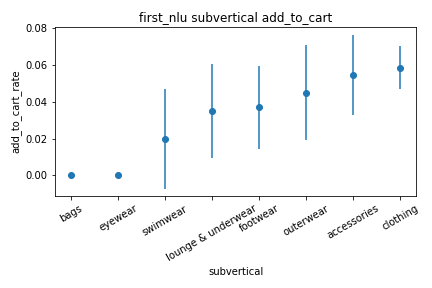 first_nlu subvertical add_to_cart
add_to_cart_rate
0.08
0.06
0.04
0.02
0.00
bags
eyewear
swimwear
lounge & underwear
footwear
outerwear
accessories
clothing
subvertical